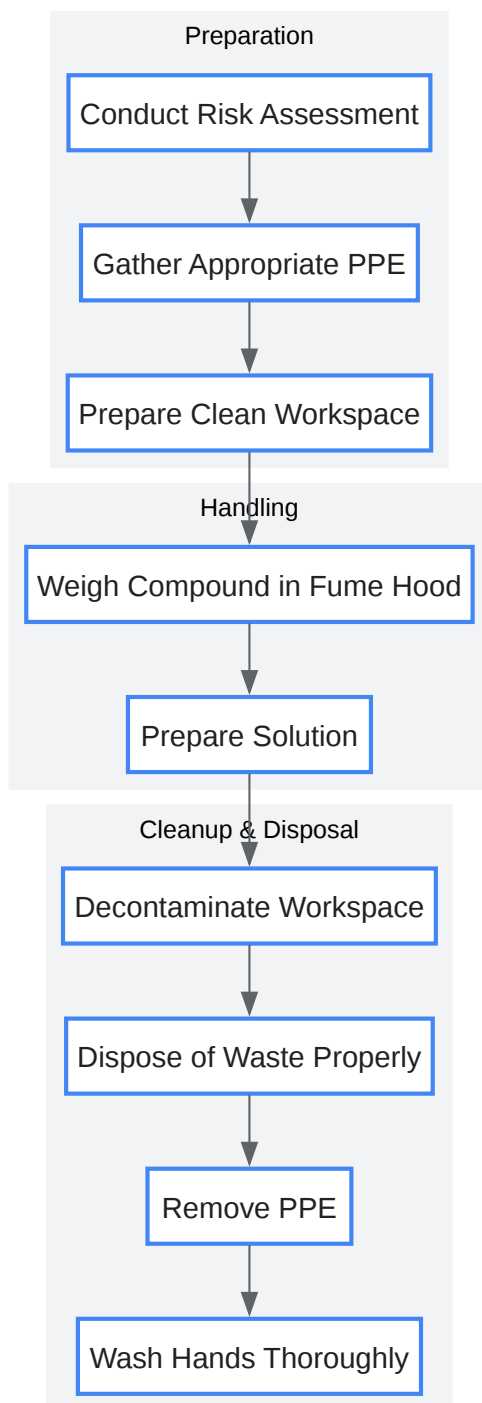 Preparation
Conduct Risk Assessment
Gather Appropriate PPE
Prepare Clean Workspace
Handling
Weigh Compound in Fume Hood
Prepare Solution
Cleanup & Disposal
Decontaminate Workspace
Dispose of Waste Properly
Remove PPE
Wash Hands Thoroughly